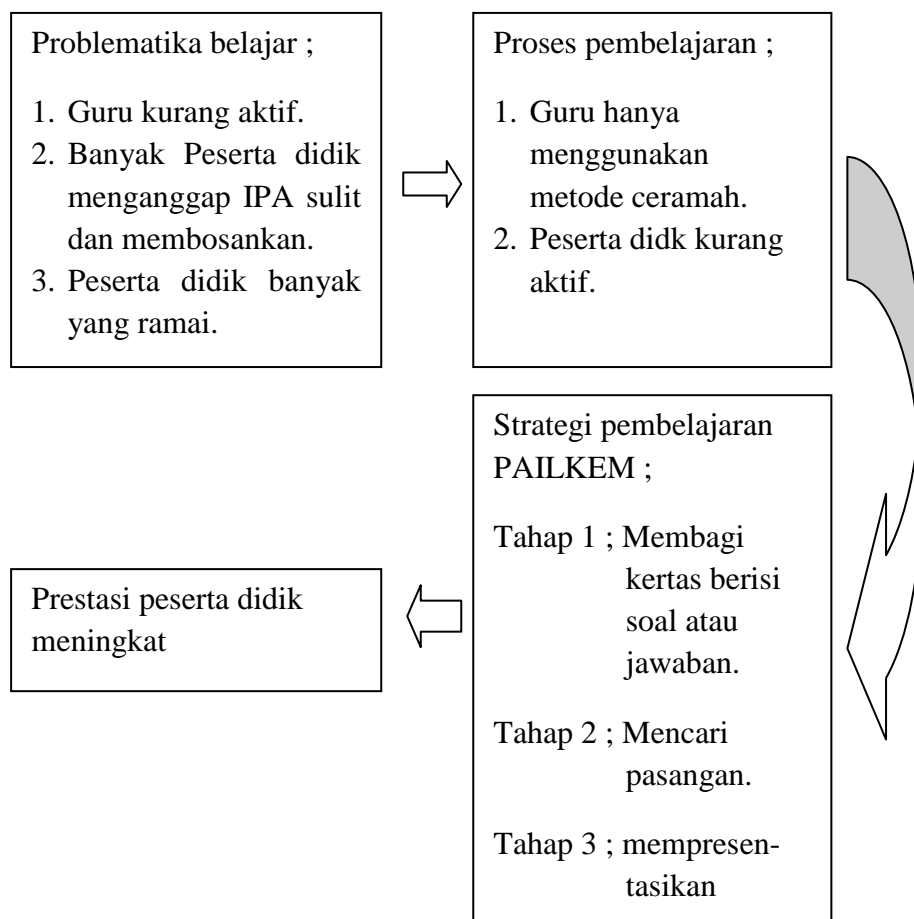 Problematika belajar ;
1. Guru kurang aktif.
2. Banyak Peserta didik
menganggap IPA sulit
dan membosankan.
3. Peserta didik banyak
yang ramai.
Proses pembelajaran ;
1. Guru hanya
menggunakan
metode ceramah.
2. Peserta didk kurang
aktif.
Strategi pembelajaran
PAILKEM ;
Tahap 1 ; Membagi
kertas berisi
soal atau
jawaban.
Tahap 2 ; Mencari
pasangan.
Tahap 3 ; mempresen-
tasikan
Prestasi peserta didik
meningkat